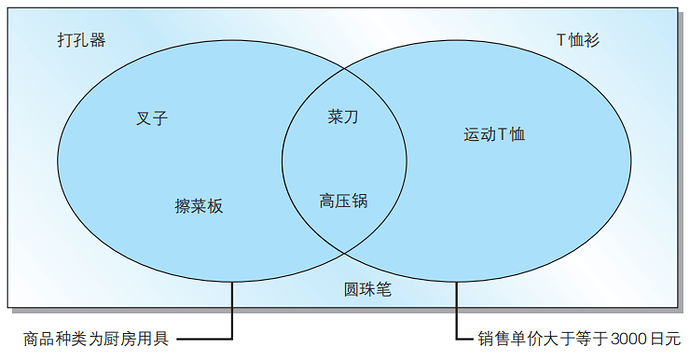 打孔器
T恤衫
叉子
菜刀
运动T恤
擦菜板
高压锅
圆珠笔
商品种类为厨房用具
销售单价大于等于3000日元